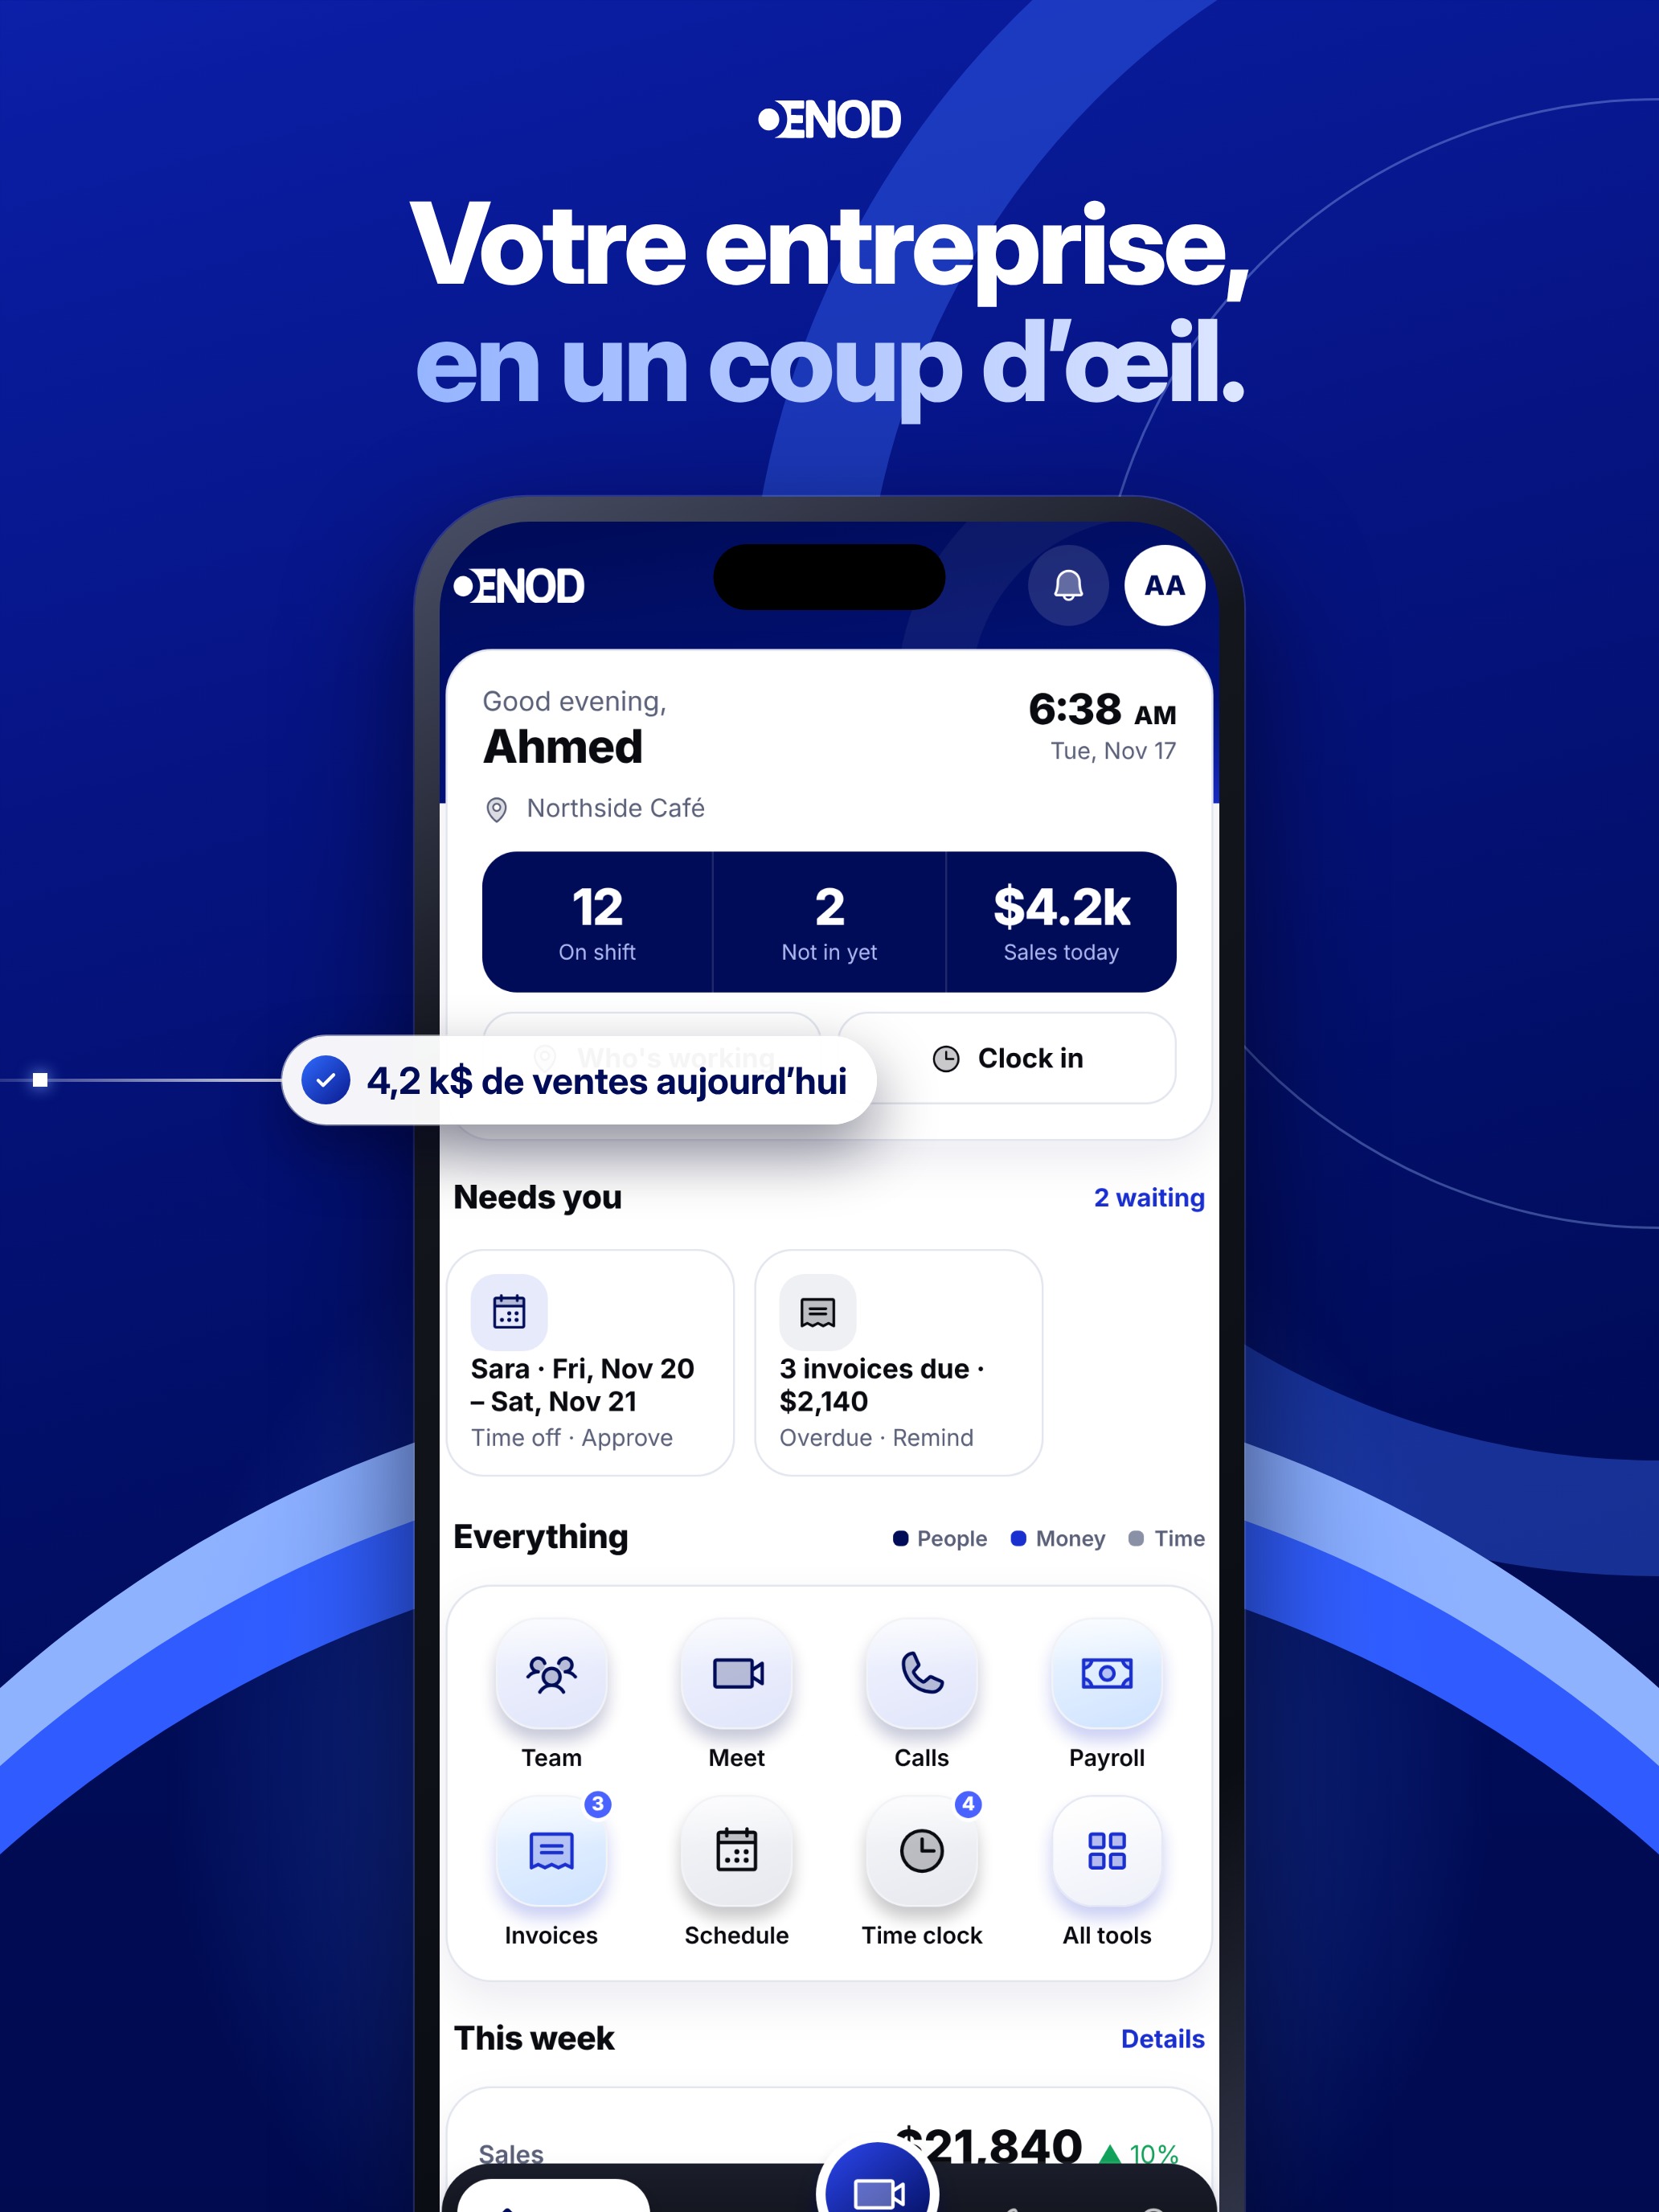 ENOD
Votre entreprise,
en un coup d'œil.
ENOD
AA
Good evening,
Ahmed
6:38 AM
Tue, Nov 17
Northside Café
12
On shift
2
Not in yet
$4.2k
Sales today
Who's working
Clock in
4,2 k$ de ventes aujourd'hui
Needs you
2 waiting
Sara · Fri, Nov 20
– Sat, Nov 21
Time off · Approve
3 invoices due ·
$2,140
Overdue · Remind
Everything
People
Money
Time
Team
Meet
Calls
Payroll
3
4
Invoices
Schedule
Time clock
All tools
This week
Details
Sales
$21,840
10%